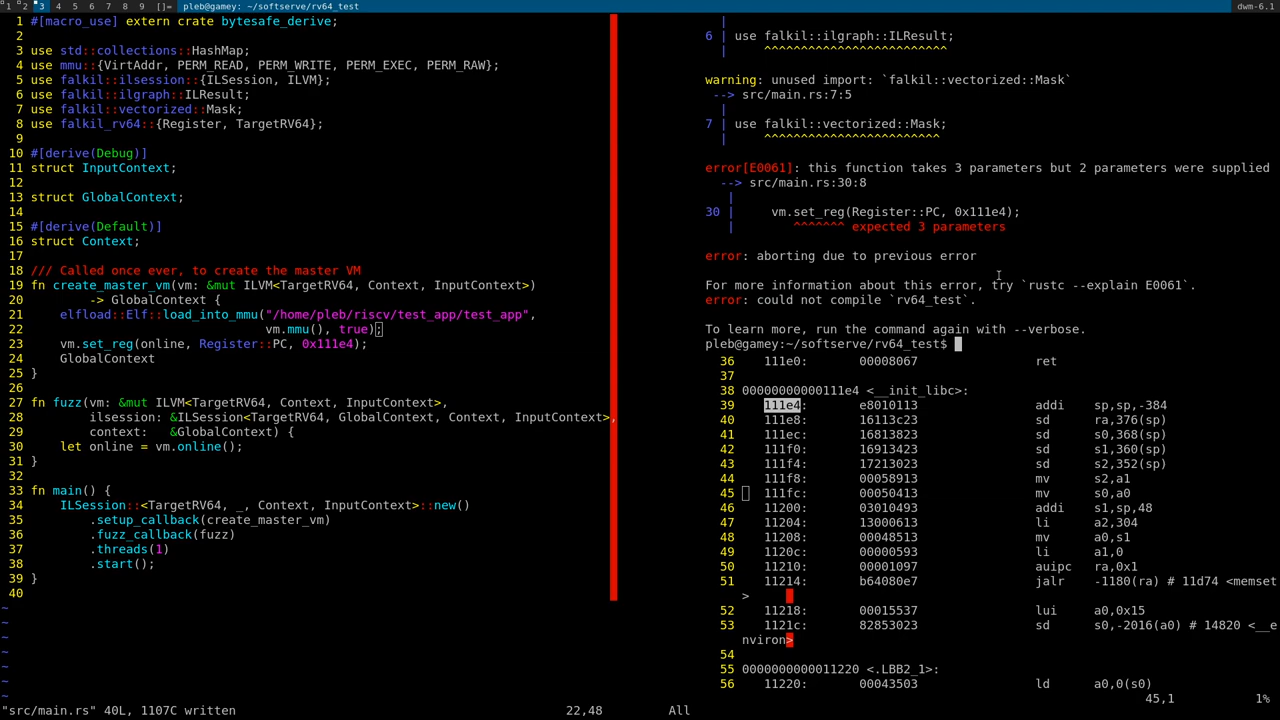 1 2 3 4 5 6 7 8 9 []= pleb@gamey: ~/softserve/rv64_test dwm-6.1
1 #[macro_use] extern crate bytesafe_derive;
2
3 use std::collections::HashMap;
4 use mmu::{VirtAddr, PERM_READ, PERM_WRITE, PERM_EXEC, PERM_RAW};
5 use falkil::ilsession::{ILSession, ILVM};
6 use falkil::ilgraph::ILResult;
7 use falkil::vectorized::Mask;
8 use falkil_rv64::{Register, TargetRV64};
9
10 #[derive(Debug)]
11 struct InputContext;
12
13 struct GlobalContext;
14
15 #[derive(Default)]
16 struct Context;
17
18 /// Called once ever, to create the master VM
19 fn create_master_vm(vm: &mut ILVM<TargetRV64, Context, InputContext>)
20         -> GlobalContext {
21     elfload::Elf::load_into_mmu("/home/pleb/riscv/test_app/test_app",
22                                 vm.mmu(), true);
23     vm.set_reg(online, Register::PC, 0x111e4);
24     GlobalContext
25 }
26
27 fn fuzz(vm: &mut ILVM<TargetRV64, Context, InputContext>,
28         ilsession: &ILSession<TargetRV64, GlobalContext, Context, InputContext>,
29         context:   &GlobalContext) {
30     let online = vm.online();
31 }
32
33 fn main() {
34     ILSession::<TargetRV64, _, Context, InputContext>::new()
35         .setup_callback(create_master_vm)
36         .fuzz_callback(fuzz)
37         .threads(1)
38         .start();
39 }
40
~
~
~
~
~
~
~
"src/main.rs" 40L, 1107C written 22,48 All
|
6 | use falkil::ilgraph::ILResult;
|     ^^^^^^^^^^^^^^^^^^^^^^^^^
warning: unused import: `falkil::vectorized::Mask`
--> src/main.rs:7:5
|
7 | use falkil::vectorized::Mask;
|     ^^^^^^^^^^^^^^^^^^^^^^^^
error[E0061]: this function takes 3 parameters but 2 parameters were supplied
--> src/main.rs:30:8
|
30 |     vm.set_reg(Register::PC, 0x111e4);
|        ^^^^^^^ expected 3 parameters
error: aborting due to previous error
For more information about this error, try `rustc --explain E0061`.
error: could not compile `rv64_test`.
To learn more, run the command again with --verbose.
pleb@gamey:~/softserve/rv64_test$
36    111e0:       00008067                ret
37
38 00000000000111e4 <__init_libc>:
39    111e4:       e8010113                addi    sp,sp,-384
40    111e8:       16113c23                sd      ra,376(sp)
41    111ec:       16813823                sd      s0,368(sp)
42    111f0:       16913423                sd      s1,360(sp)
43    111f4:       17213023                sd      s2,352(sp)
44    111f8:       00058913                mv      s2,a1
45    111fc:       00050413                mv      s0,a0
46    11200:       03010493                addi    s1,sp,48
47    11204:       13000613                li      a2,304
48    11208:       00048513                mv      a0,s1
49    1120c:       00000593                li      a1,0
50    11210:       00001097                auipc   ra,0x1
51    11214:       b64080e7                jalr    -1180(ra) # 11d74 <memset
>
52    11218:       00015537                lui     a0,0x15
53    1121c:       82853023                sd      s0,-2016(a0) # 14820 <__e
nviron>
54
55 0000000000011220 <.LBB2_1>:
56    11220:       00043503                ld      a0,0(s0)
45,1 1%